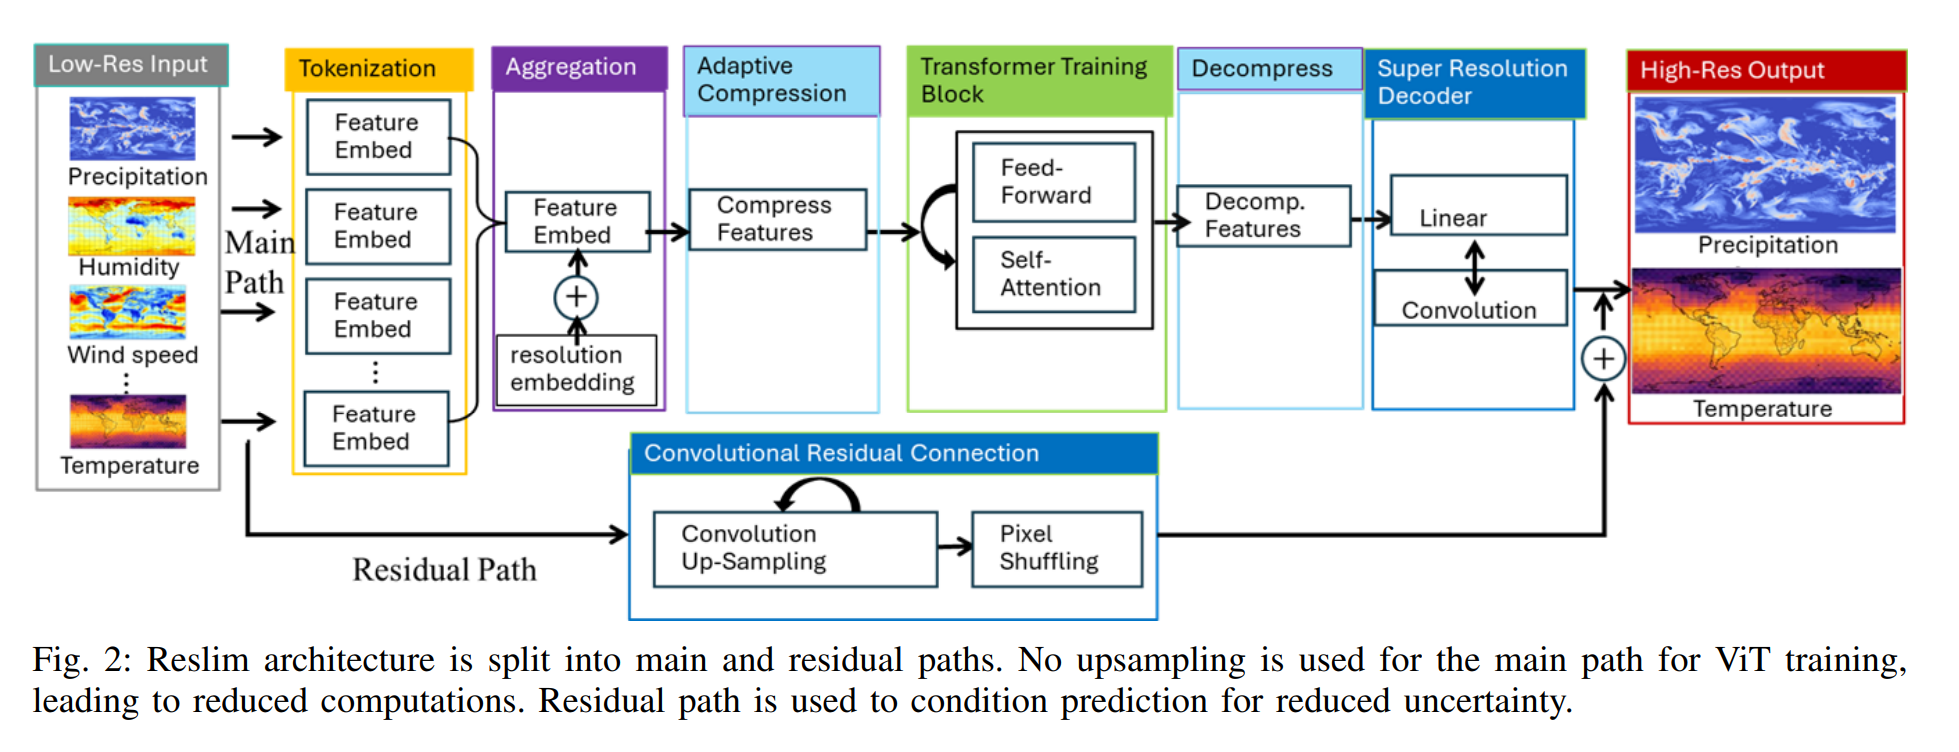 Low-Res Input
Precipitation
Humidity
Wind speed
Temperature
Main
Path
Tokenization
Feature
Embed
Feature
Embed
Feature
Embed
Feature
Embed
Aggregation
Feature
Embed
+
resolution
embedding
Adaptive
Compression
Compress
Features
Transformer Training
Block
Feed-
Forward
Self-
Attention
Decompress
Decomp.
Features
Super Resolution
Decoder
Linear
Convolution
+
High-Res Output
Precipitation
Temperature
Residual Path
Convolutional Residual Connection
Convolution
Up-Sampling
Pixel
Shuffling
Fig. 2: Reslim architecture is split into main and residual paths. No upsampling is used for the main path for ViT training,
leading to reduced computations. Residual path is used to condition prediction for reduced uncertainty.